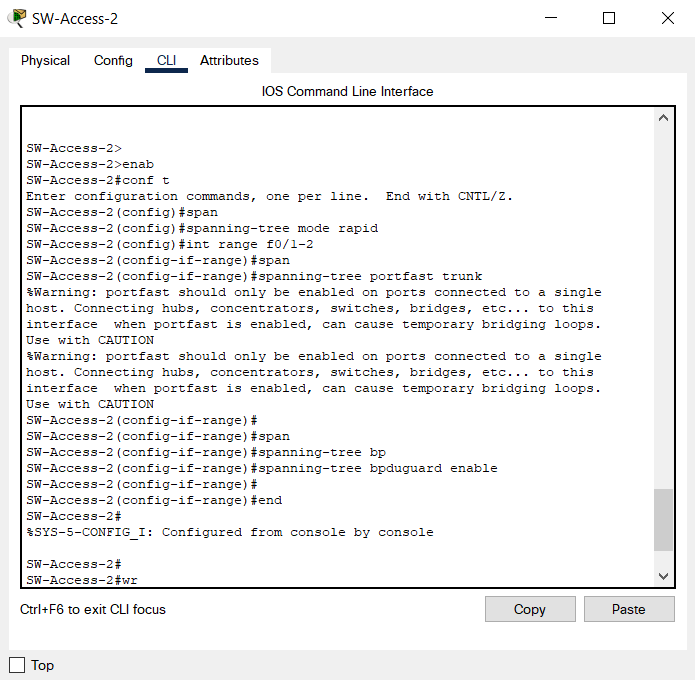 SW-Access-2
Physical Config CLI Attributes
IOS Command Line Interface
SW-Access-2>
SW-Access-2>enab
SW-Access-2#conf t
Enter configuration commands, one per line.  End with CNTL/Z.
SW-Access-2(config)#span
SW-Access-2(config)#spanning-tree mode rapid
SW-Access-2(config)#int range f0/1-2
SW-Access-2(config-if-range)#span
SW-Access-2(config-if-range)#spanning-tree portfast trunk
%Warning: portfast should only be enabled on ports connected to a single
host. Connecting hubs, concentrators, switches, bridges, etc... to this
interface  when portfast is enabled, can cause temporary bridging loops.
Use with CAUTION
%Warning: portfast should only be enabled on ports connected to a single
host. Connecting hubs, concentrators, switches, bridges, etc... to this
interface  when portfast is enabled, can cause temporary bridging loops.
Use with CAUTION
SW-Access-2(config-if-range)#
SW-Access-2(config-if-range)#span
SW-Access-2(config-if-range)#spanning-tree bp
SW-Access-2(config-if-range)#spanning-tree bpduguard enable
SW-Access-2(config-if-range)#
SW-Access-2(config-if-range)#end
SW-Access-2#
%SYS-5-CONFIG_I: Configured from console by console
SW-Access-2#
SW-Access-2#wr
Ctrl+F6 to exit CLI focus Copy Paste
Top